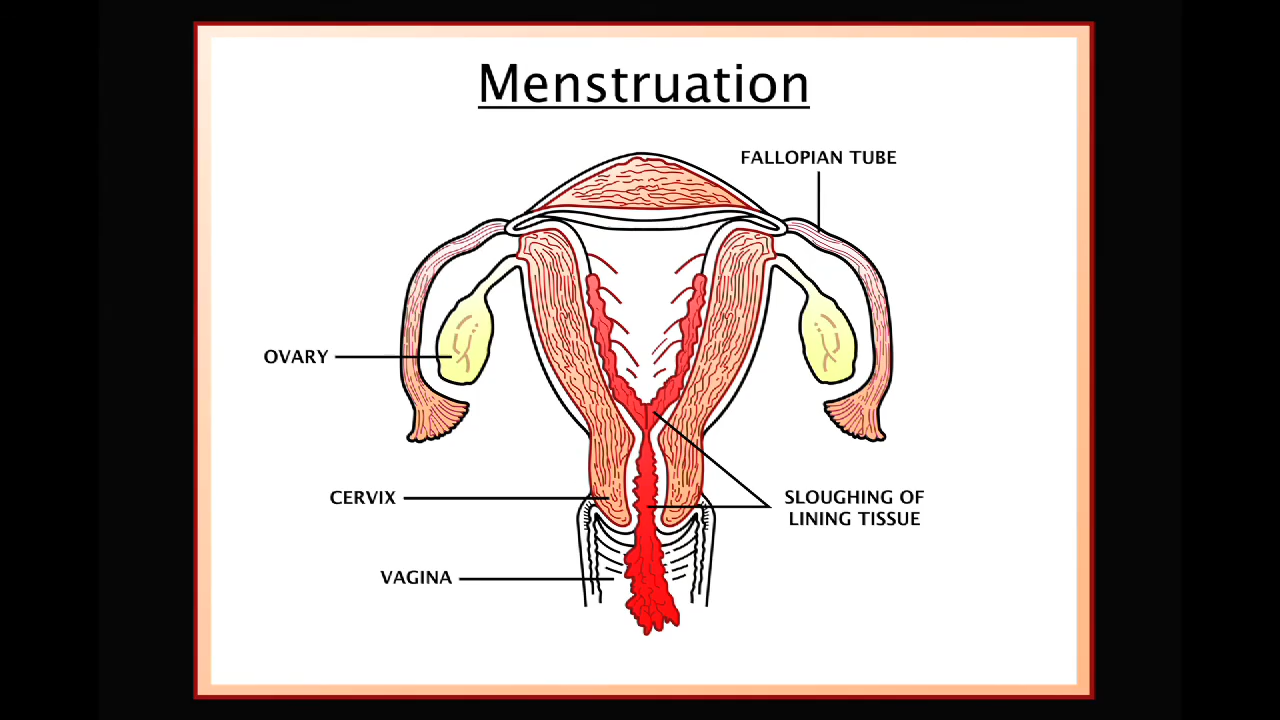 Menstruation
FALLOPIAN TUBE
OVARY
CERVIX
SLOUGHING OF
LINING TISSUE
VAGINA